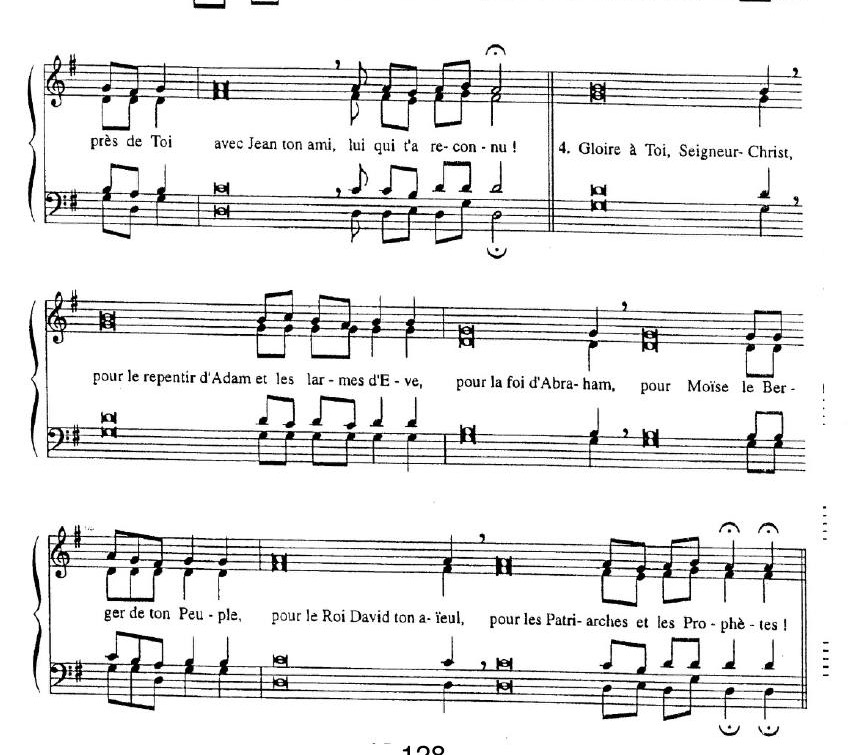 près de Toi avec Jean ton ami, lui qui t'a re- con - nu ! 4. Gloire à Toi, Seigneur- Christ,
pour le repentir d'Adam et les lar - mes d'E - ve, pour la foi d'Abra- ham, pour Moïse le Ber -
ger de ton Peu - ple, pour le Roi David ton a- ïeul, pour les Patri- arches et les Pro - phè - tes !
128